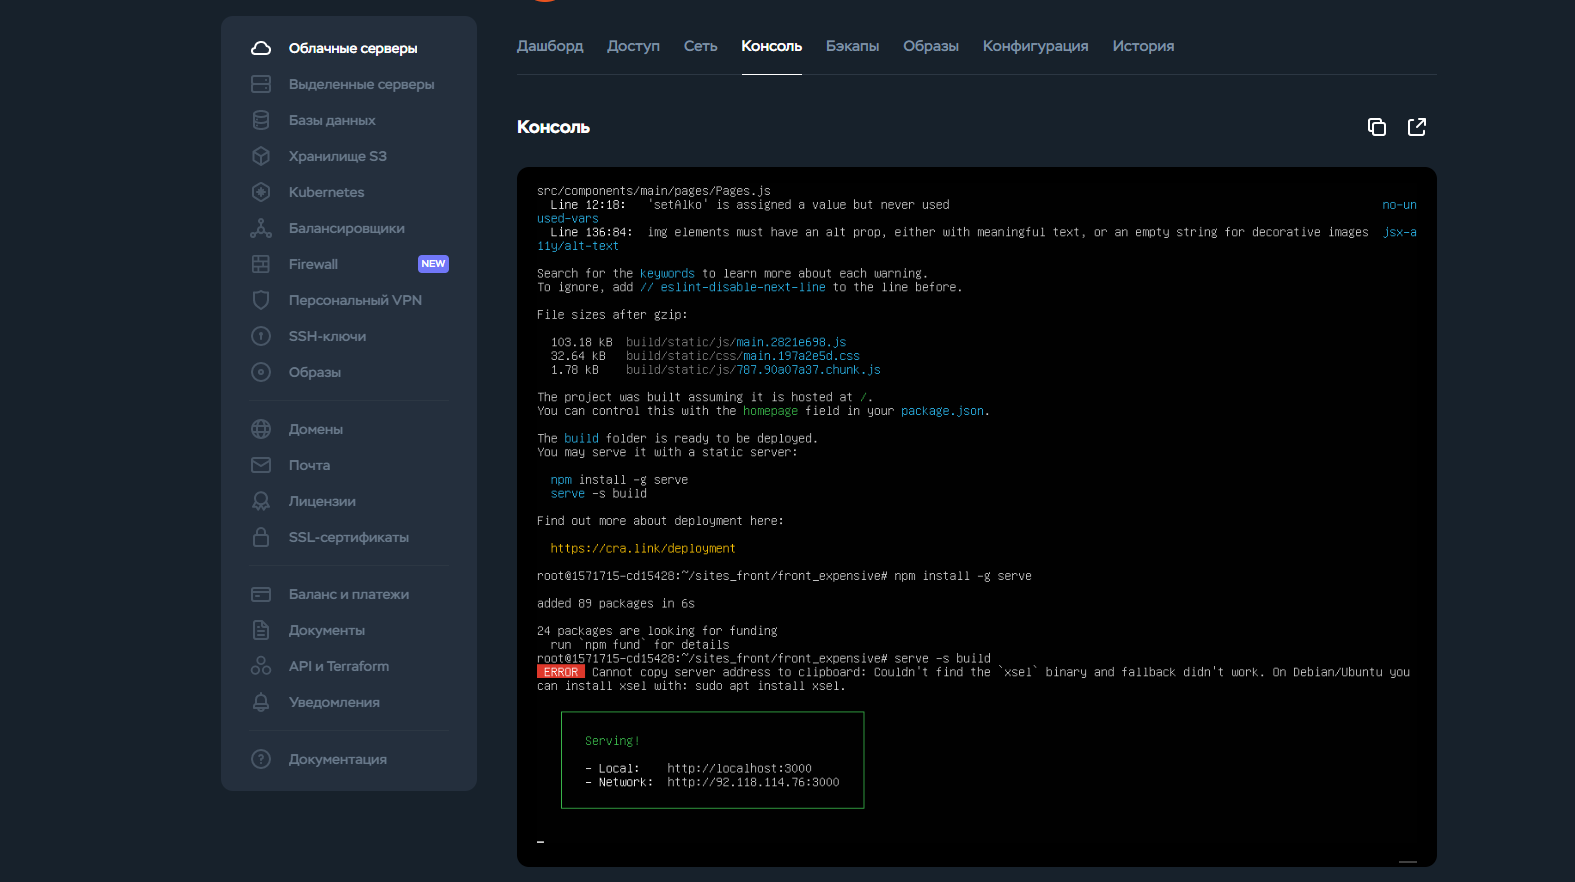 Облачные серверы
Выделенные серверы
Базы данных
Хранилище S3
Kubernetes
Балансировщики
Firewall NEW
Персональный VPN
SSH-ключи
Образы
Домены
Почта
Лицензии
SSL-сертификаты
Баланс и платежи
Документы
API и Terraform
Уведомления
Документация
Дашборд Доступ Сеть Консоль Бэкапы Образы Конфигурация История
Консоль
src/components/main/pages/Pages.js
Line 12:18: 'setAlko' is assigned a value but never used no-un
used-vars
Line 136:84: img elements must have an alt prop, either with meaningful text, or an empty string for decorative images jsx-a
11y/alt-text
Search for the keywords to learn more about each warning.
To ignore, add // eslint-disable-next-line to the line before.
File sizes after gzip:
103.18 kB build/static/js/main.2821e698.js
32.64 kB build/static/css/main.197a2e5d.css
1.78 kB build/static/js/787.90a07a37.chunk.js
The project was built assuming it is hosted at /.
You can control this with the homepage field in your package.json.
The build folder is ready to be deployed.
You may serve it with a static server:
npm install -g serve
serve -s build
Find out more about deployment here:
https://cra.link/deployment
root@1571715-cd15428:~/sites_front/front_expensive# npm install -g serve
added 89 packages in 6s
24 packages are looking for funding
run `npm fund` for details
root@1571715-cd15428:~/sites_front/front_expensive# serve -s build
ERROR Cannot copy server address to clipboard: Couldn't find the `xsel` binary and fallback didn't work. On Debian/Ubuntu you
can install xsel with: sudo apt install xsel.
Serving!
- Local: http://localhost:3000
- Network: http://92.118.114.76:3000